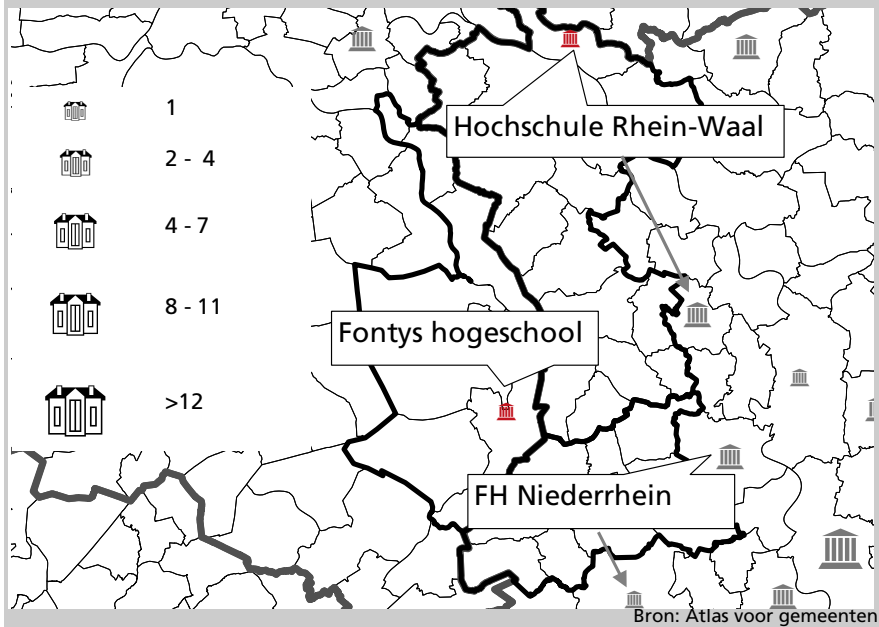 1
2 - 4
4 - 7
8 - 11
>12
Hochschule Rhein-Waal
Fontys hogeschool
FH Niederrhein
Bron: Atlas voor gemeenten